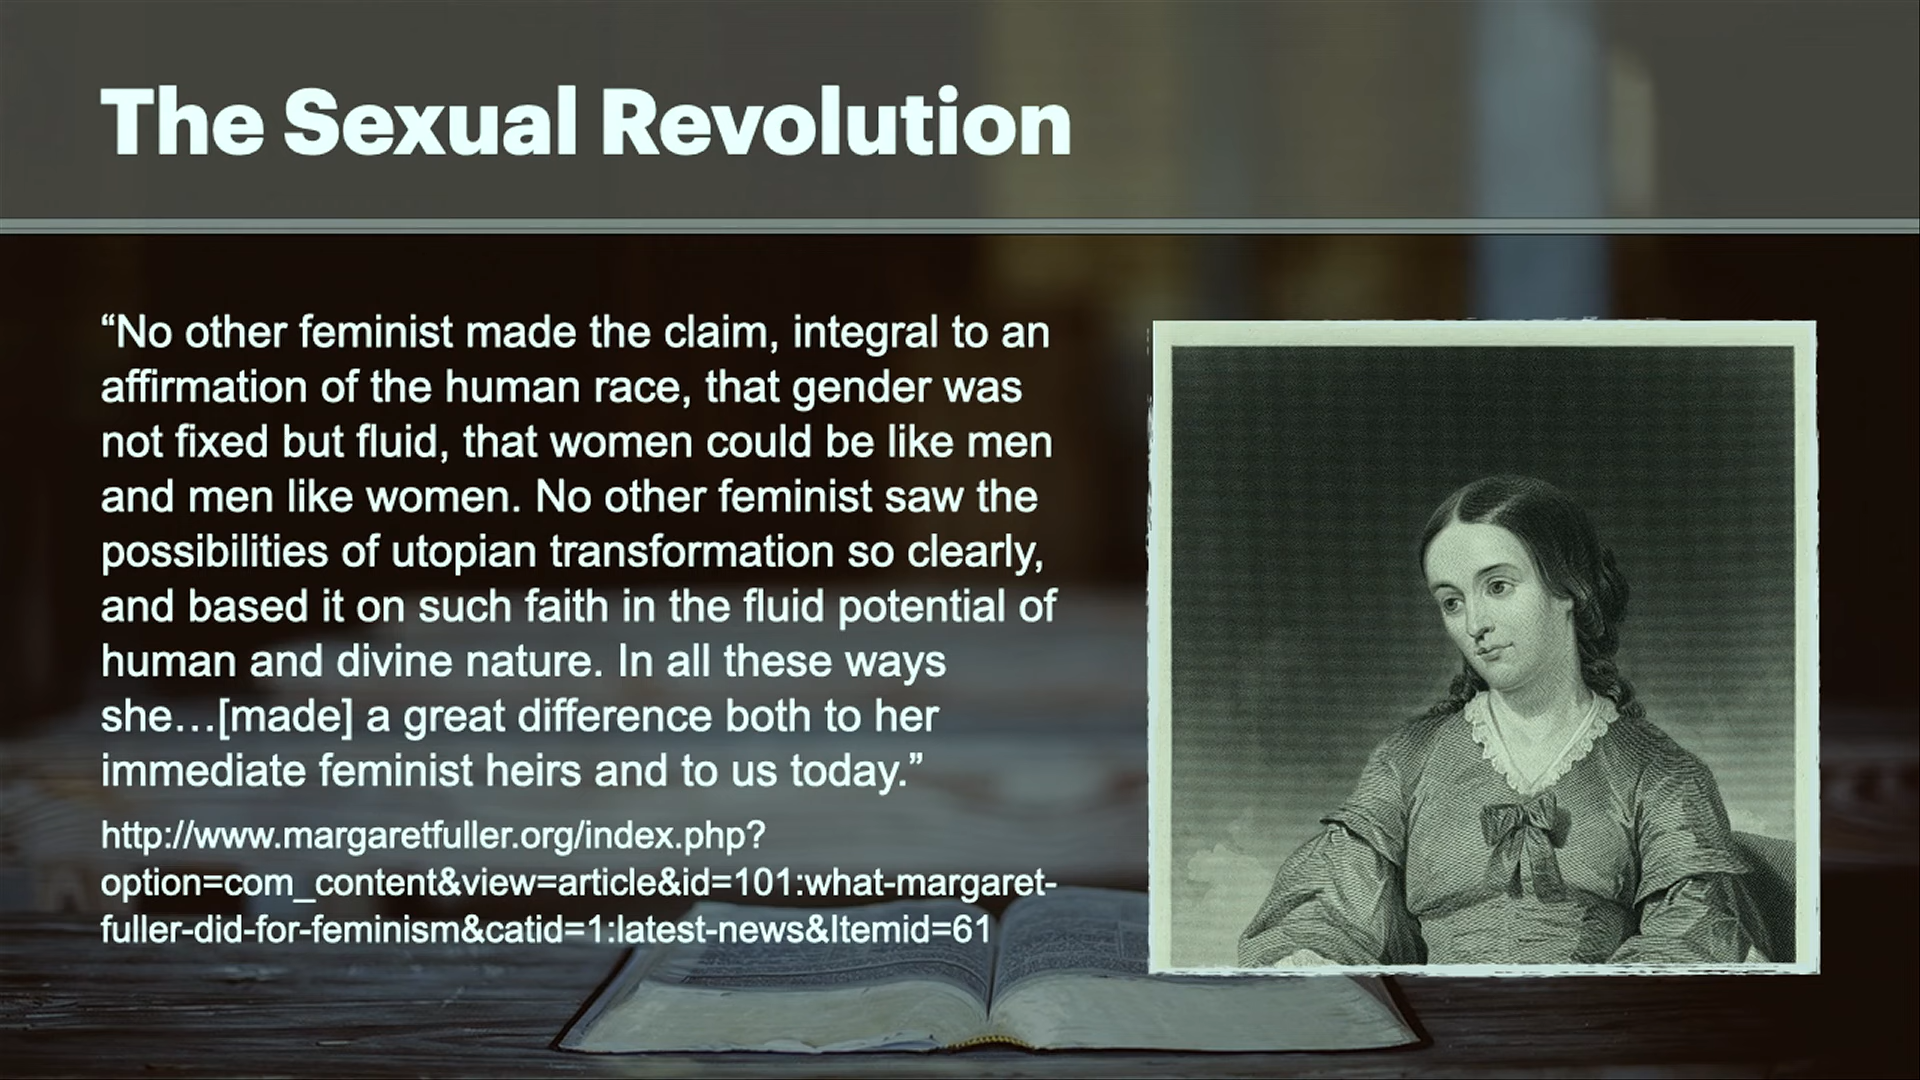 The Sexual Revolution
“No other feminist made the claim, integral to an
affirmation of the human race, that gender was
not fixed but fluid, that women could be like men
and men like women. No other feminist saw the
possibilities of utopian transformation so clearly,
and based it on such faith in the fluid potential of
human and divine nature. In all these ways
she…[made] a great difference both to her
immediate feminist heirs and to us today.”
http://www.margaretfuller.org/index.php?
option=com_content&view=article&id=101:what-margaret-
fuller-did-for-feminism&catid=1:latest-news&Itemid=61